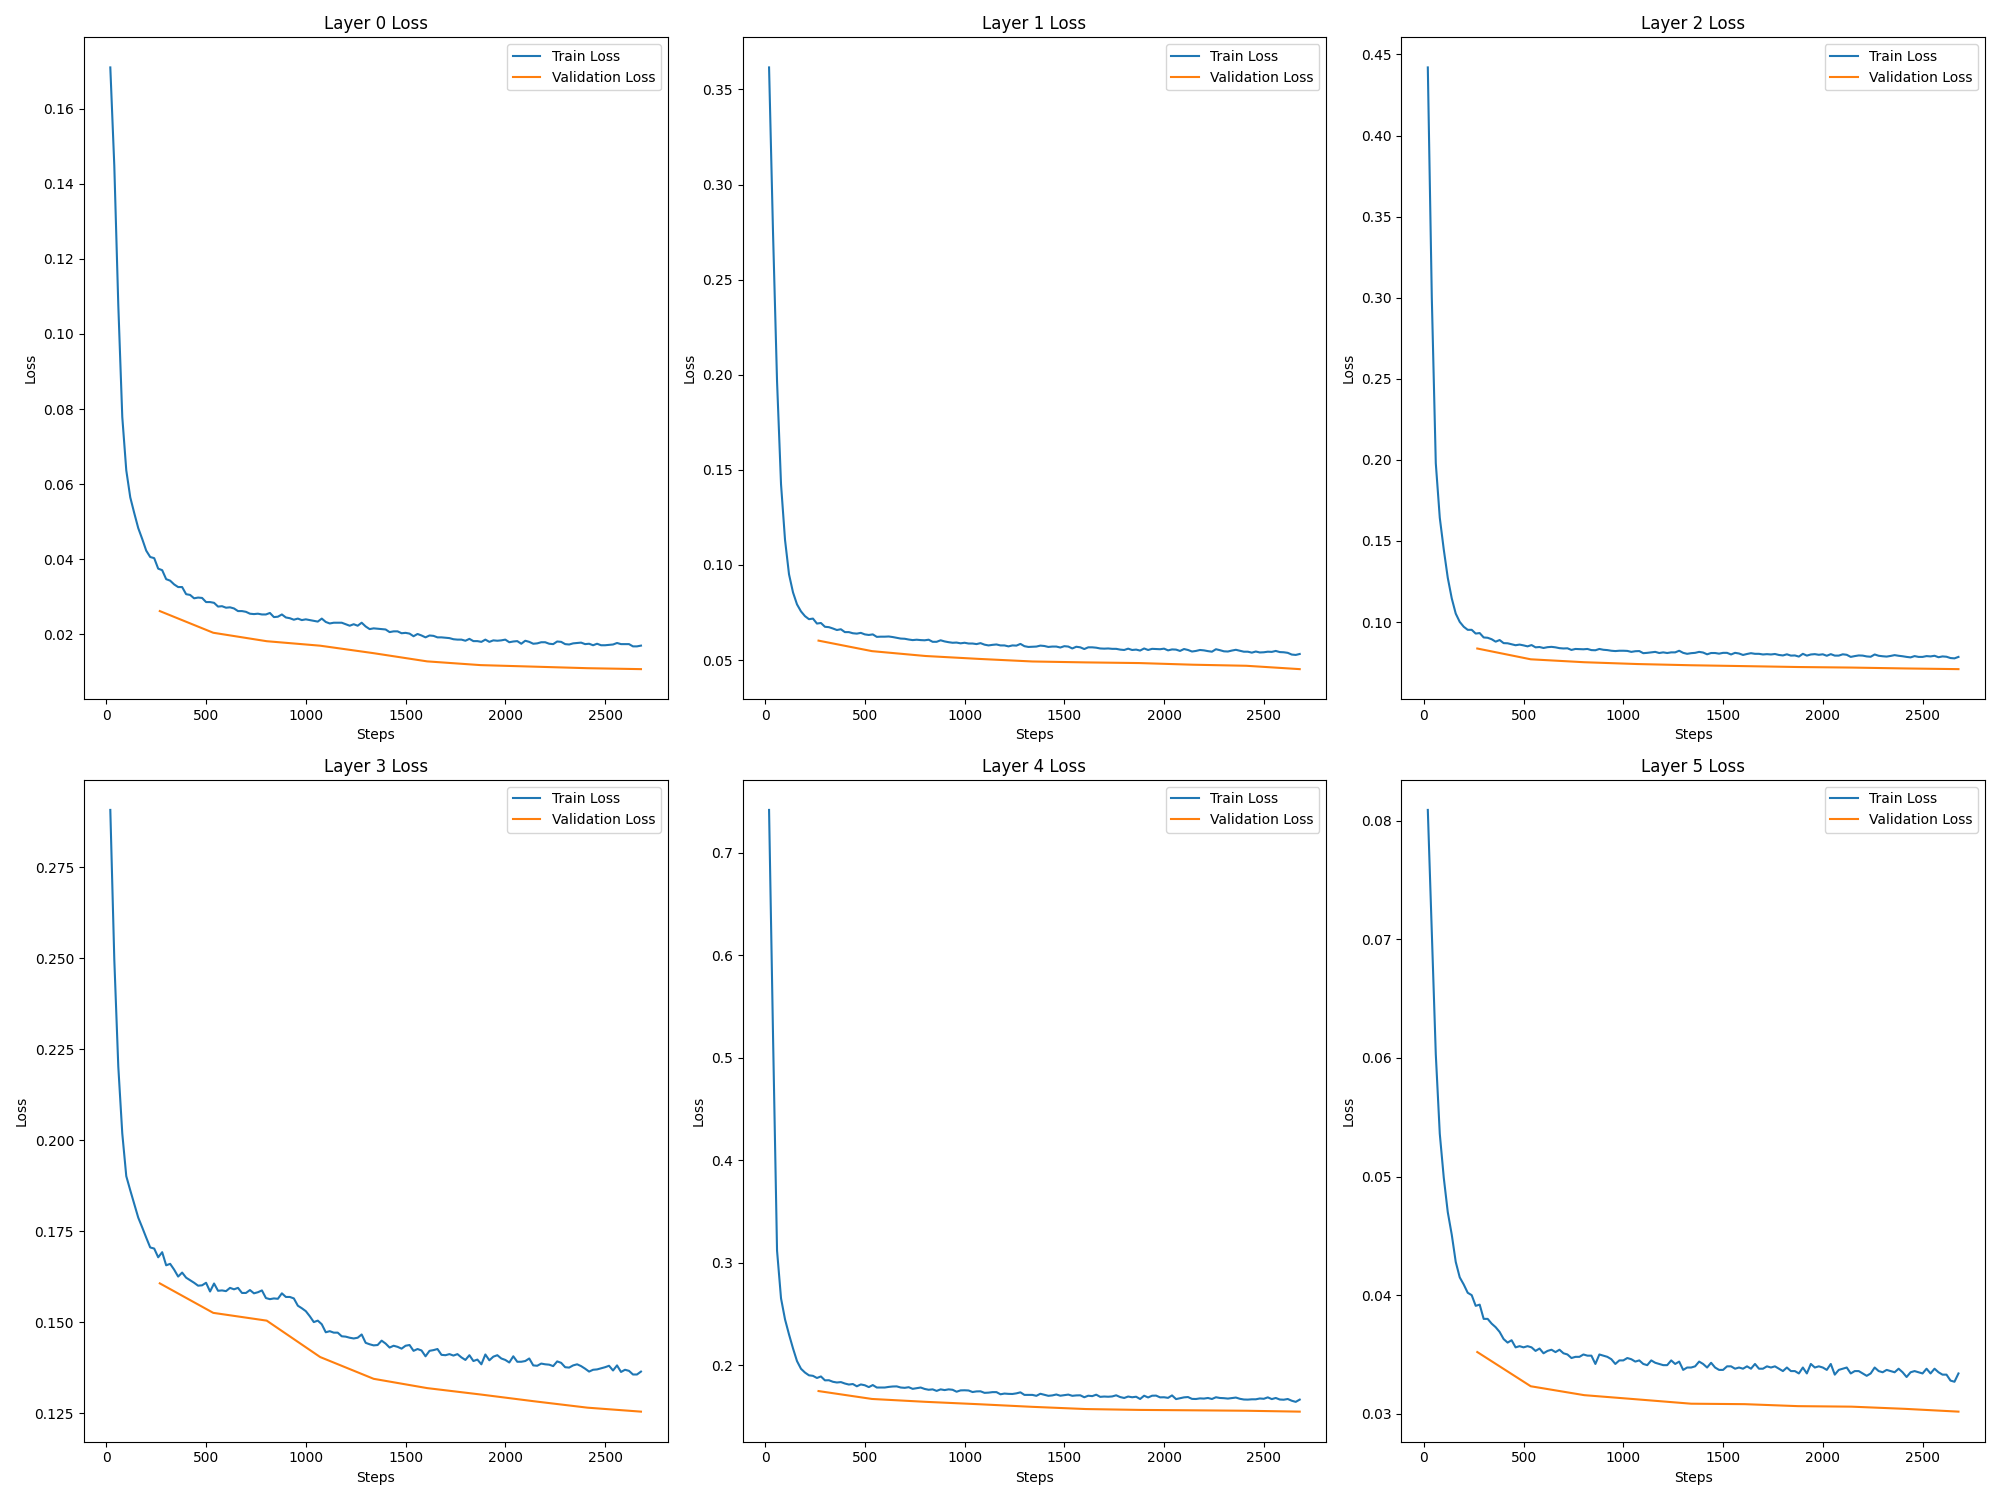 Layer 0 Loss
Train Loss
Validation Loss
0.16
0.14
0.12
0.10
0.08
0.06
0.04
0.02
Loss
0 500 1000 1500 2000 2500
Steps
Layer 1 Loss
Train Loss
Validation Loss
0.35
0.30
0.25
0.20
0.15
0.10
0.05
Loss
0 500 1000 1500 2000 2500
Steps
Layer 2 Loss
Train Loss
Validation Loss
0.45
0.40
0.35
0.30
0.25
0.20
0.15
0.10
Loss
0 500 1000 1500 2000 2500
Steps
Layer 3 Loss
Train Loss
Validation Loss
0.275
0.250
0.225
0.200
0.175
0.150
0.125
Loss
0 500 1000 1500 2000 2500
Steps
Layer 4 Loss
Train Loss
Validation Loss
0.7
0.6
0.5
0.4
0.3
0.2
Loss
0 500 1000 1500 2000 2500
Steps
Layer 5 Loss
Train Loss
Validation Loss
0.08
0.07
0.06
0.05
0.04
0.03
Loss
0 500 1000 1500 2000 2500
Steps